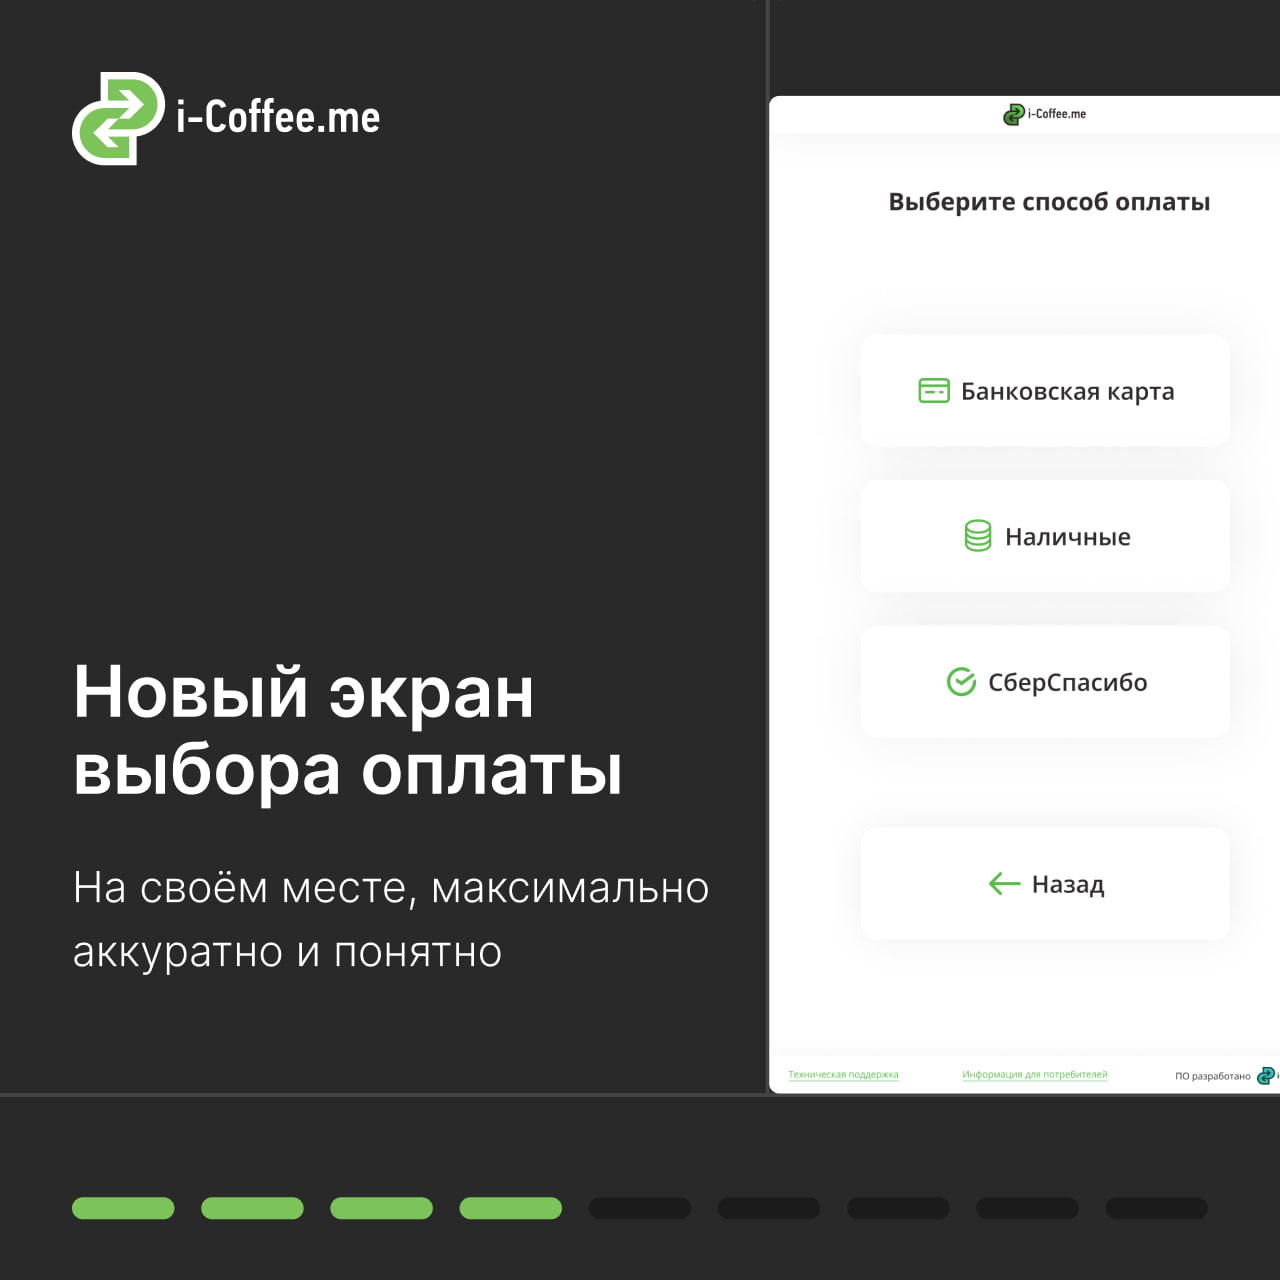 i-Coffee.me
Новый экран
выбора оплаты
На своём месте, максимально
аккуратно и понятно
i-Coffee.me
Выберите способ оплаты
Банковская карта
Наличные
СберСпасибо
Назад
Техническая поддержка
Информация для потребителей
ПО разработано